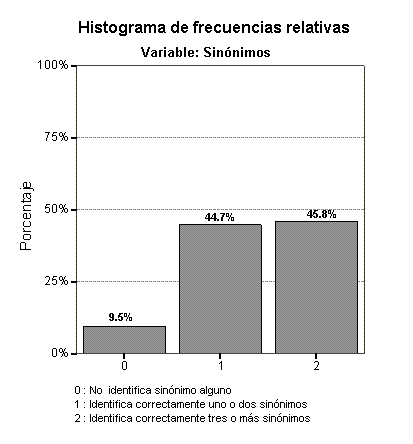 Histograma de frecuencias relativas
Variable: Sinónimos
100%
75%
50%
25%
0%
Porcentaje
9.5%
44.7%
45.8%
0
1
2
0 : No identifica sinónimo alguno
1 : Identifica correctamente uno o dos sinónimos
2 : Identifica correctamente tres o más sinónimos